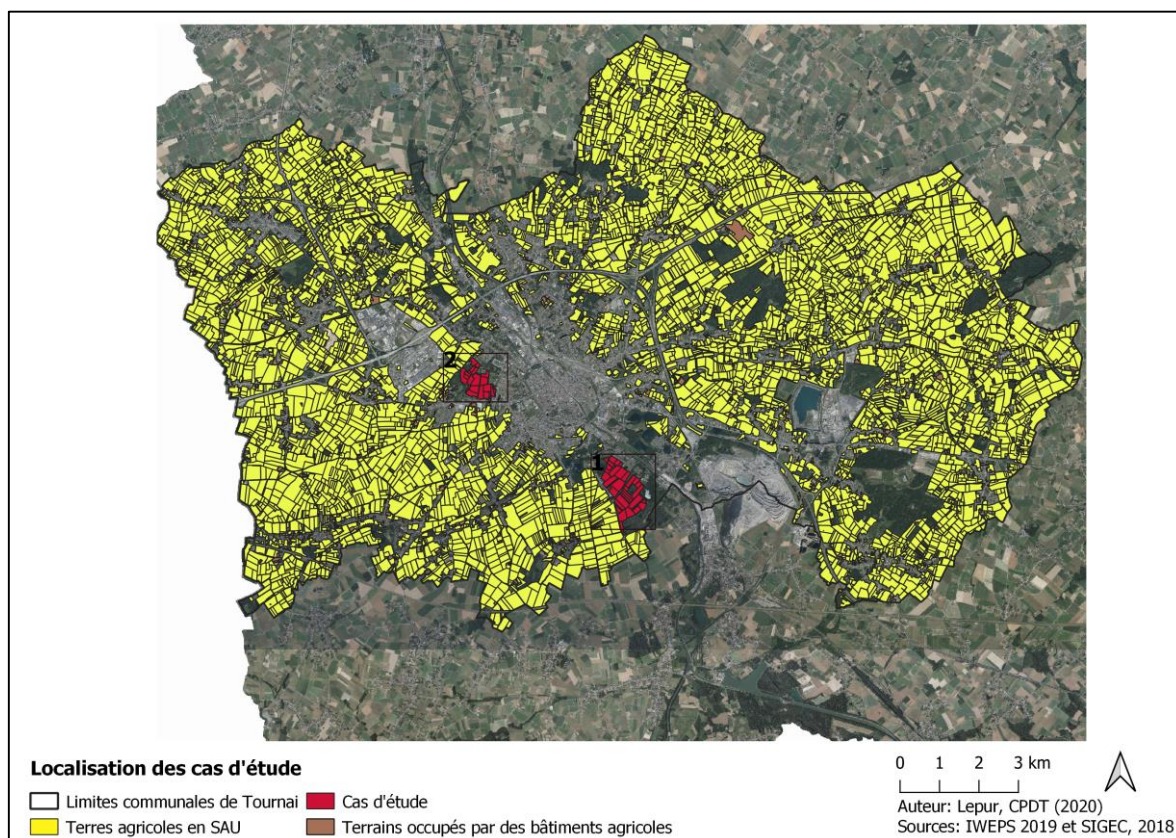 2
1
Localisation des cas d'étude
Limites communales de Tournai
Cas d'étude
Terres agricoles en SAU
Terrains occupés par des bâtiments agricoles
0 1 2 3 km
Auteur: Lepur, CPDT (2020)
Sources: IWEPS 2019 et SIGEC, 2018